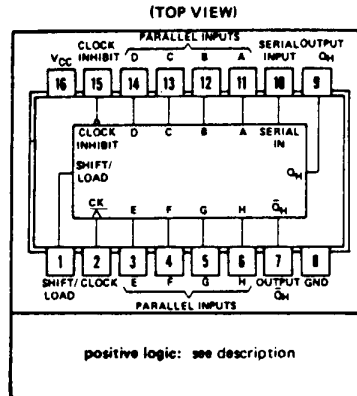 (TOP VIEW)
PARALLEL INPUTS
CLOCK SERIAL OUTPUT
VCC INHIBIT D C B A INPUT QH
16 15 14 13 12 11 10 9
CLOCK INHIBIT D C B A SERIAL IN
SHIFT/
LOAD
QH
CK
E F G H Q̅H
1 2 3 4 5 6 7 8
SHIFT/ CLOCK E F G H OUTPUT GND
LOAD Q̅H
PARALLEL INPUTS
positive logic: see description